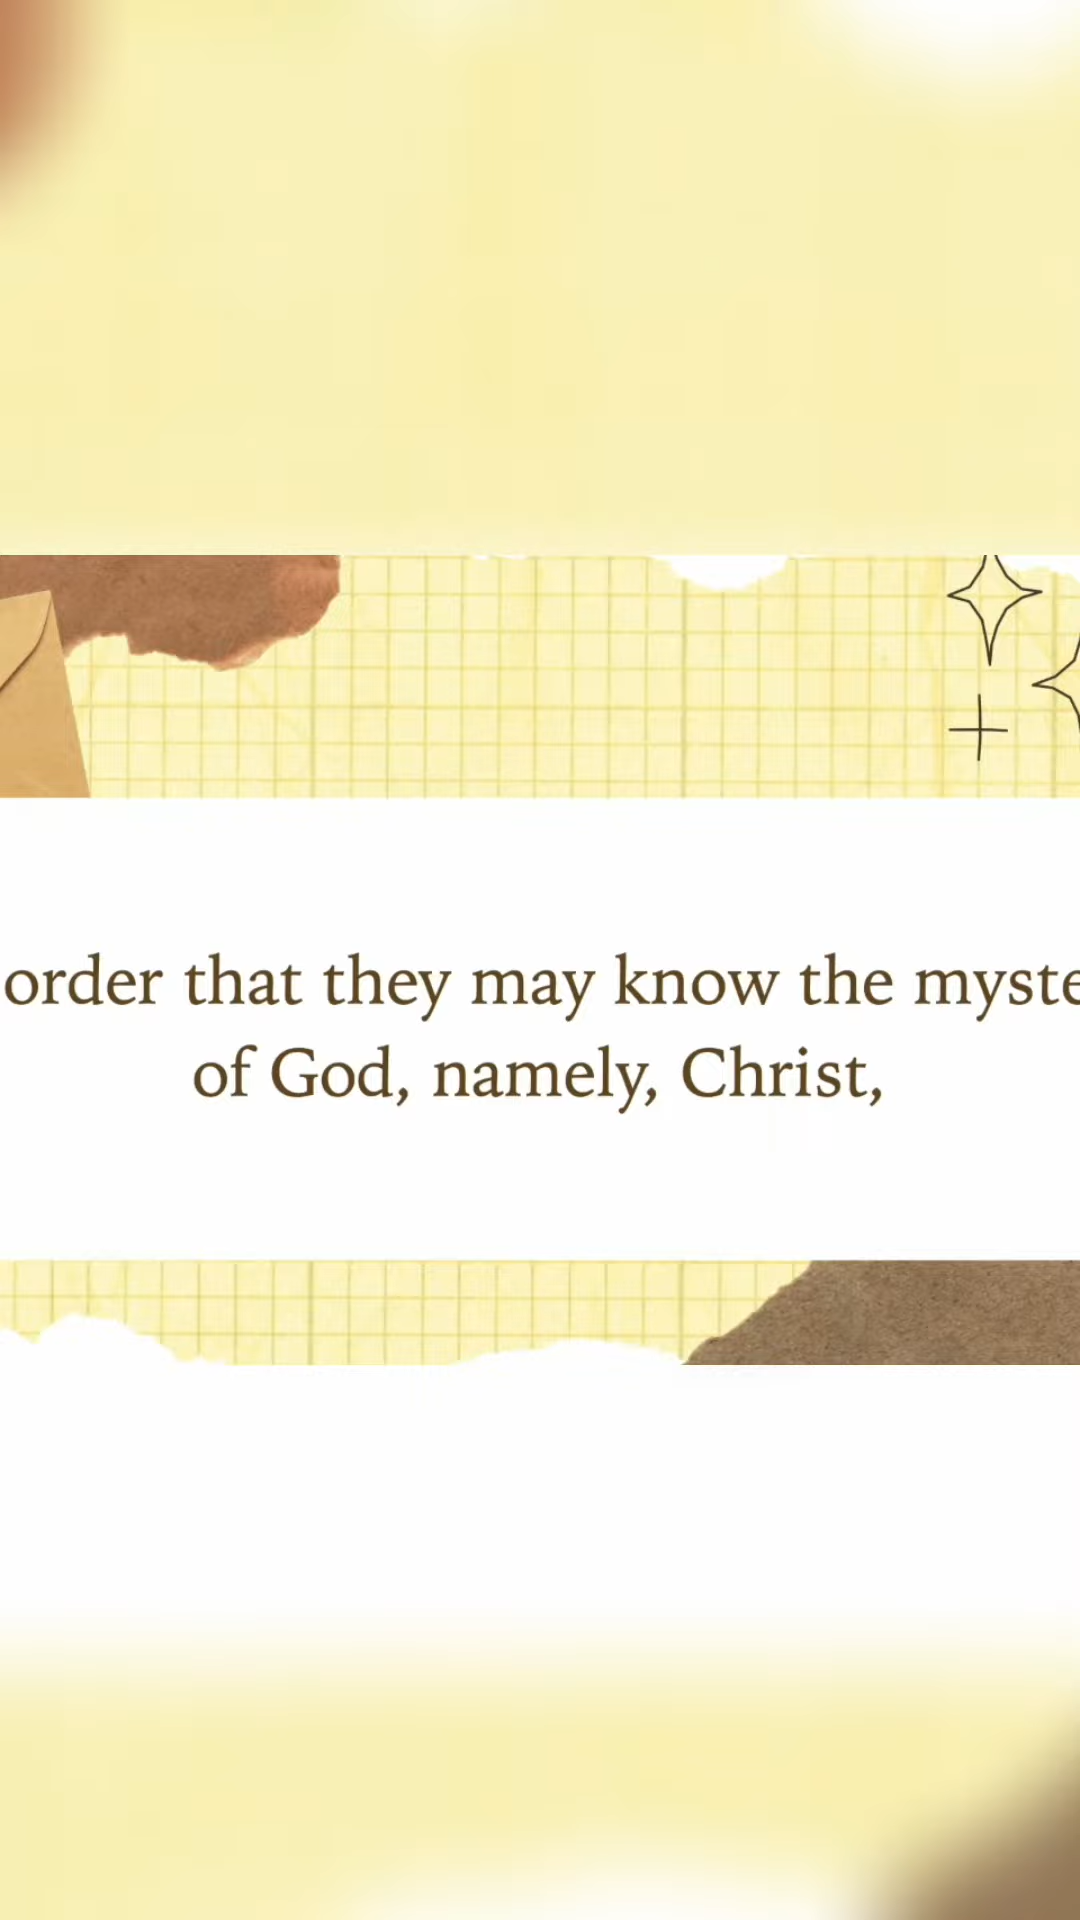 order that they may know the myste
of God, namely, Christ,